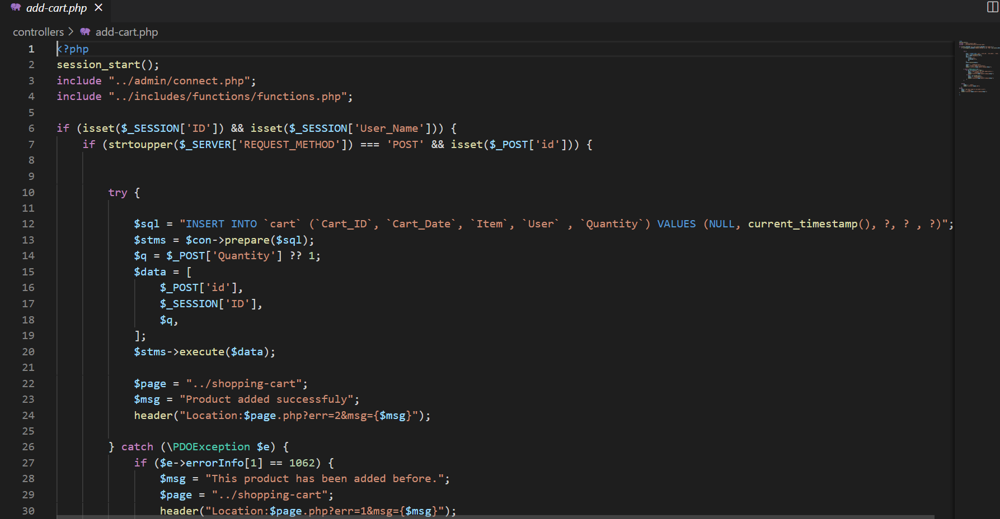 add-cart.php
controllers > add-cart.php
1 <?php
2 session_start();
3 include "../admin/connect.php";
4 include "../includes/functions/functions.php";
5
6 if (isset($_SESSION['ID']) && isset($_SESSION['User_Name'])) {
7 if (strtoupper($_SERVER['REQUEST_METHOD']) === 'POST' && isset($_POST['id'])) {
8
9
10 try {
11
12 $sql = "INSERT INTO `cart` (`Cart_ID`, `Cart_Date`, `Item`, `User` , `Quantity`) VALUES (NULL, current_timestamp(), ?, ? , ?)";
13 $stms = $con->prepare($sql);
14 $q = $_POST['Quantity'] ?? 1;
15 $data = [
16 $_POST['id'],
17 $_SESSION['ID'],
18 $q,
19 ];
20 $stms->execute($data);
21
22 $page = "../shopping-cart";
23 $msg = "Product added successfuly";
24 header("Location:$page.php?err=2&msg={$msg}");
25
26 } catch (\PDOException $e) {
27 if ($e->errorInfo[1] == 1062) {
28 $msg = "This product has been added before.";
29 $page = "../shopping-cart";
30 header("Location:$page.php?err=1&msg={$msg}");